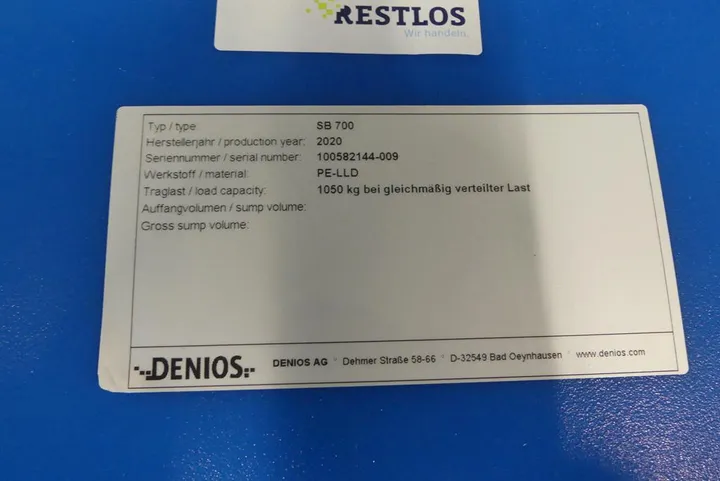 RESTLOS
Wir handeln.
Typ / type: SB 700
Herstellerjahr / production year: 2020
Seriennummer / serial number: 100582144-009
Werkstoff / material: PE-LLD
Traglast / load capacity: 1050 kg bei gleichmäßig verteilter Last
Auffangvolumen / sump volume:
Gross sump volume:
DENIOS DENIOS AG ° Dehmer Straße 58-66 ° D-32549 Bad Oeynhausen ° www.denios.com